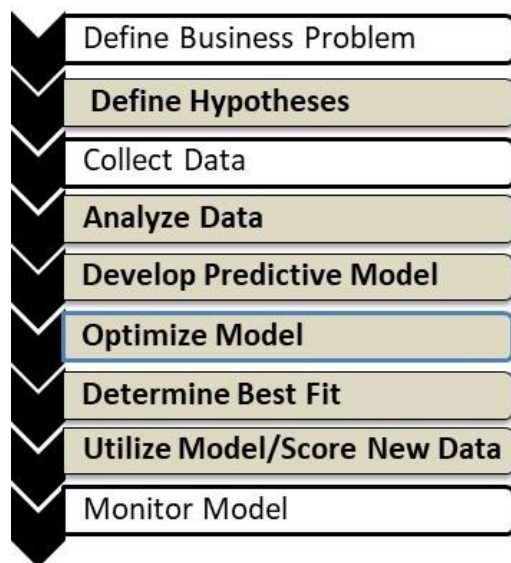 Define Business Problem
Define Hypotheses
Collect Data
Analyze Data
Develop Predictive Model
Optimize Model
Determine Best Fit
Utilize Model/Score New Data
Monitor Model